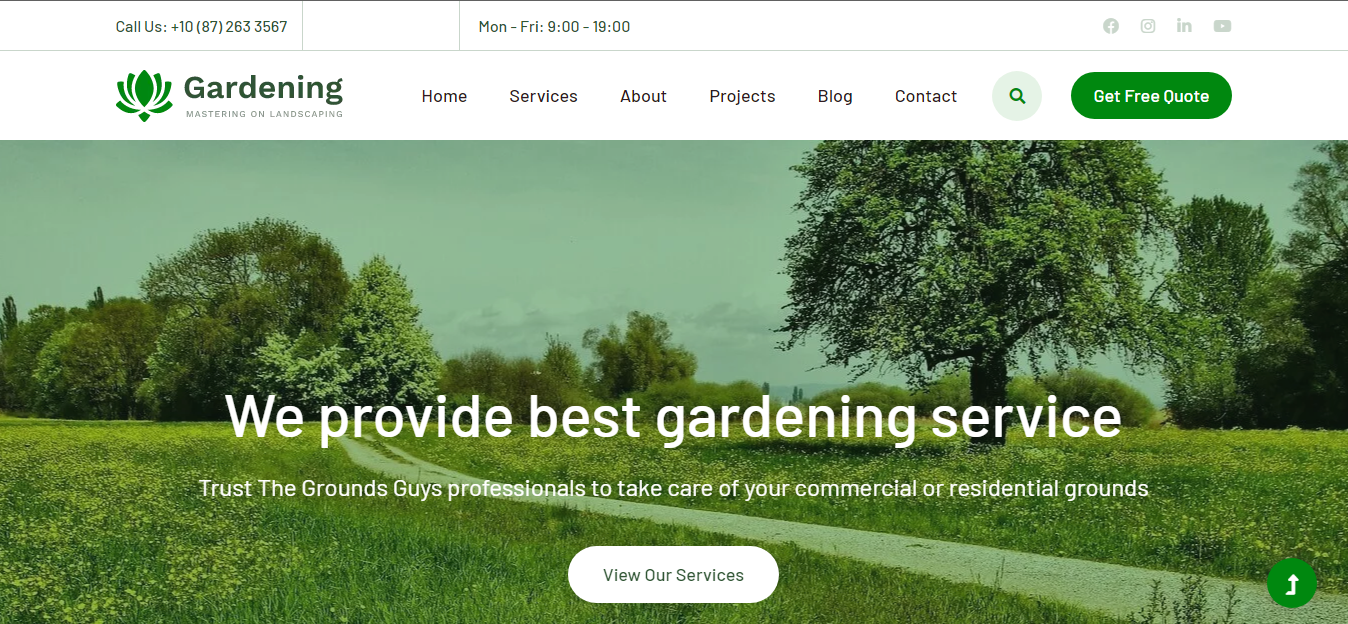 Call Us: +10 (87) 263 3567
Mon - Fri: 9:00 - 19:00
Gardening
MASTERING ON LANDSCAPING
Home
Services
About
Projects
Blog
Contact
Get Free Quote
We provide best gardening service
Trust The Grounds Guys professionals to take care of your commercial or residential grounds
View Our Services